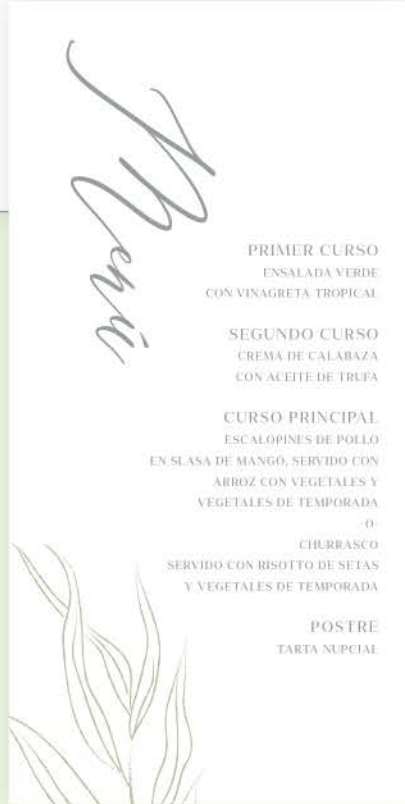 Menú
PRIMER CURSO
ENSALADA VERDE
CON VINAGRETA TROPICAL
SEGUNDO CURSO
CREMA DE CALABAZA
CON ACEITE DE TRUFA
CURSO PRINCIPAL
ESCALOPINES DE POLLO
EN SLASA DE MANGO, SERVIDO CON
ARROZ CON VEGETALES Y
VEGETALES DE TEMPORADA
-O-
CHURRASCO
SERVIDO CON RISOTTO DE SETAS
Y VEGETALES DE TEMPORADA
POSTRE
TARTA NUPCIAL